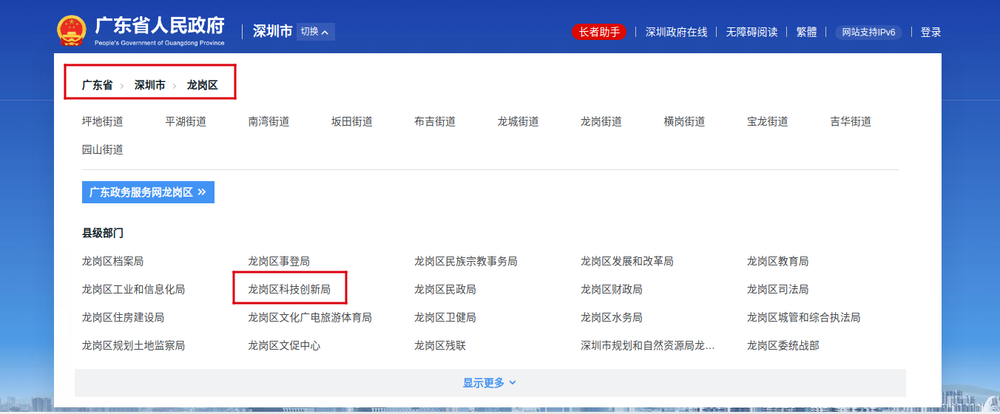 广东省人民政府
People's Government of Guangdong Province
深圳市 切换
长者助手 深圳政府在线 无障碍阅读 繁體 网站支持IPv6 登录
广东省 深圳市 龙岗区
坪地街道 平湖街道 南湾街道 坂田街道 布吉街道 龙城街道 龙岗街道 横岗街道 宝龙街道 吉华街道
园山街道
广东政务服务网龙岗区
县级部门
龙岗区档案局 龙岗区事登局 龙岗区民族宗教事务局 龙岗区发展和改革局 龙岗区教育局
龙岗区工业和信息化局 龙岗区科技创新局 龙岗区民政局 龙岗区财政局 龙岗区司法局
龙岗区住房建设局 龙岗区文化广电旅游体育局 龙岗区卫健局 龙岗区水务局 龙岗区城管和综合执法局
龙岗区规划土地监察局 龙岗区文促中心 龙岗区残联 深圳市规划和自然资源局龙… 龙岗区委统战部
显示更多